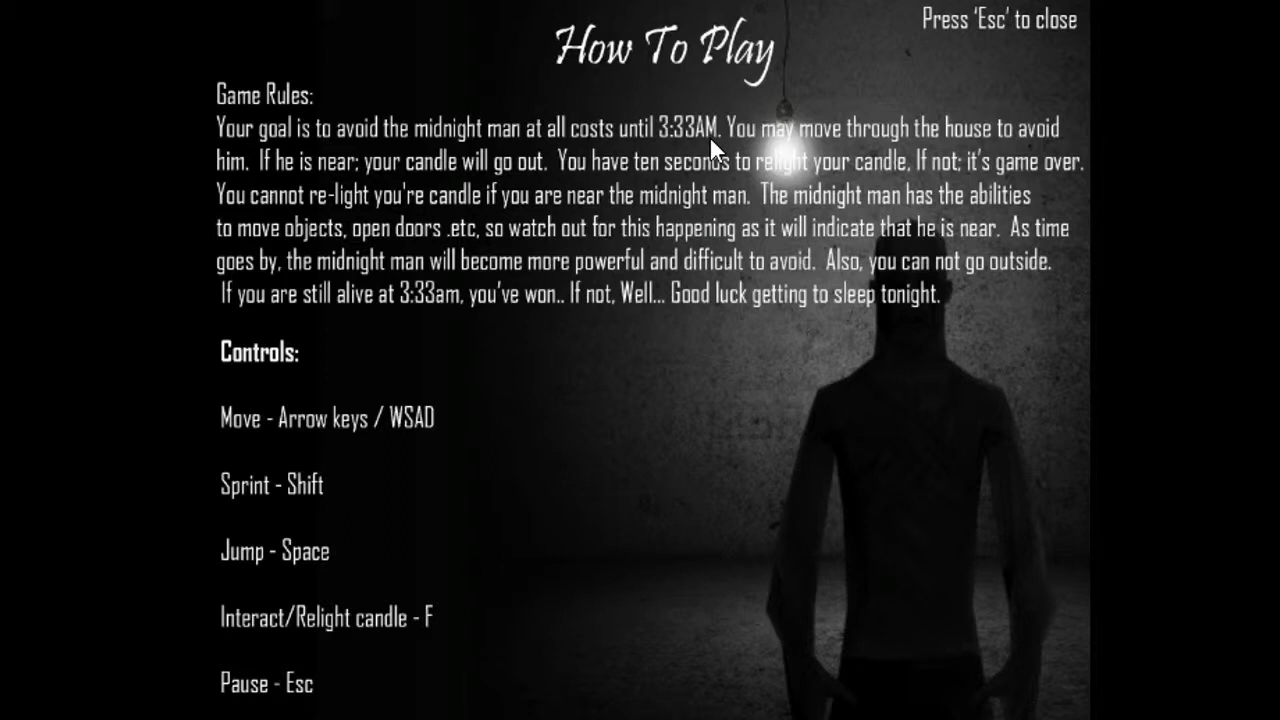 Press ‘Esc’ to close
How To Play
Game Rules:
Your goal is to avoid the midnight man at all costs until 3:33AM. You may move through the house to avoid
him.  If he is near; your candle will go out.  You have ten seconds to relight your candle, If not; it’s game over.
You cannot re-light you're candle if you are near the midnight man.  The midnight man has the abilities
to move objects, open doors .etc, so watch out for this happening as it will indicate that he is near.  As time
goes by, the midnight man will become more powerful and difficult to avoid.  Also, you can not go outside.
If you are still alive at 3:33am, you’ve won.. If not, Well... Good luck getting to sleep tonight.
Controls:
Move - Arrow keys / WSAD
Sprint - Shift
Jump - Space
Interact/Relight candle - F
Pause - Esc